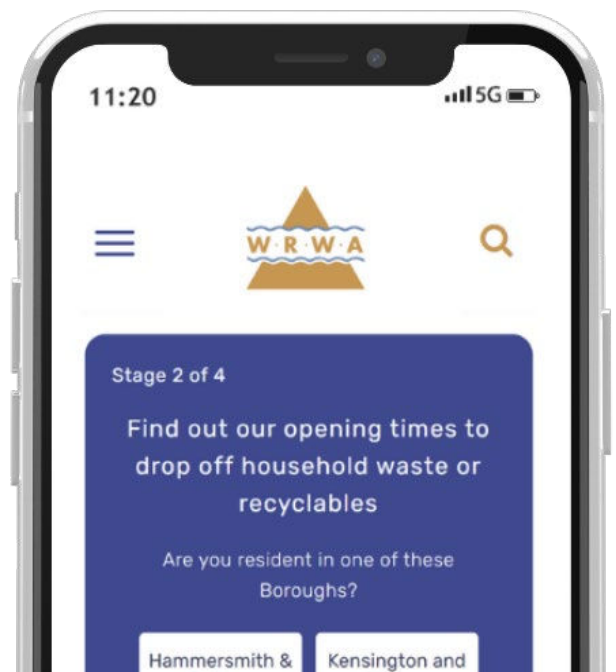 11:20
5G
W·R·W·A
Stage 2 of 4
Find out our opening times to
drop off household waste or
recyclables
Are you resident in one of these
Boroughs?
Hammersmith &
Kensington and